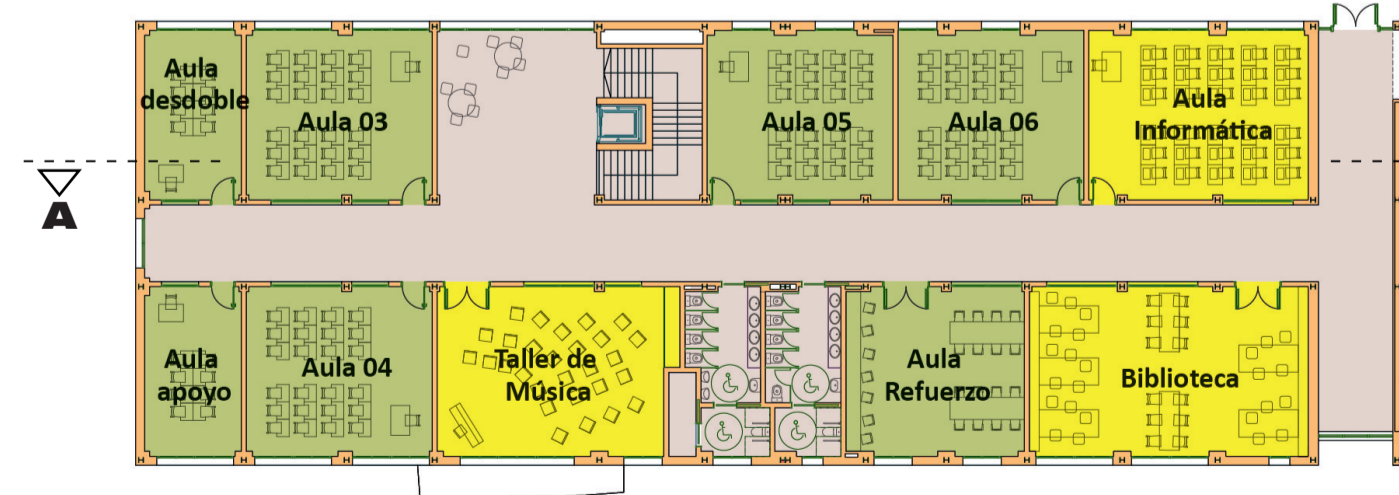 Aula
desdoble
Aula 03
Aula 05
Aula 06
Aula
Informática
A
Aula
apoyo
Aula 04
Taller de
Música
Aula
Refuerzo
Biblioteca